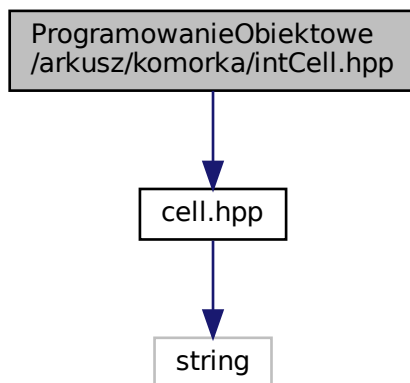 ProgramowanieObiektowe
/arkusz/komorka/intCell.hpp
cell.hpp
string